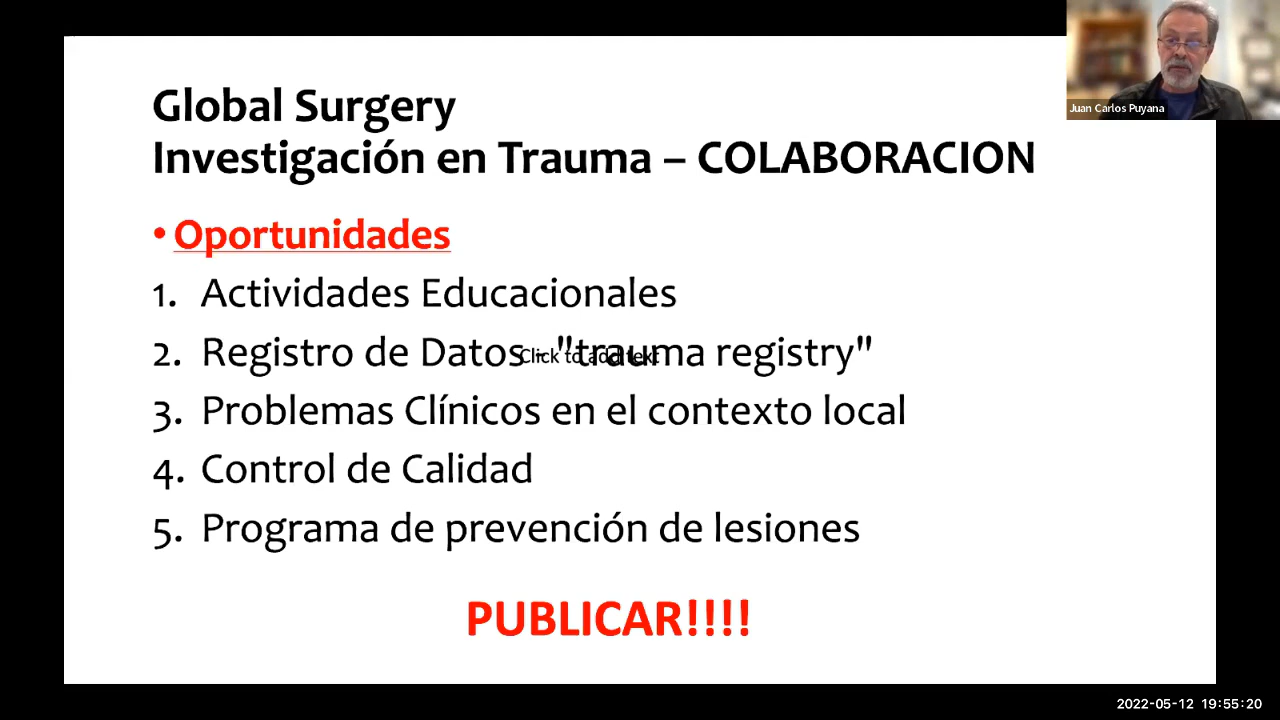 Global Surgery
Investigación en Trauma – COLABORACION
• Oportunidades
1. Actividades Educacionales
2. Registro de Datos - "trauma registry"
Click to add text
3. Problemas Clínicos en el contexto local
4. Control de Calidad
5. Programa de prevención de lesiones
PUBLICAR!!!!
Juan Carlos Puyana
2022-05-12 19:55:20